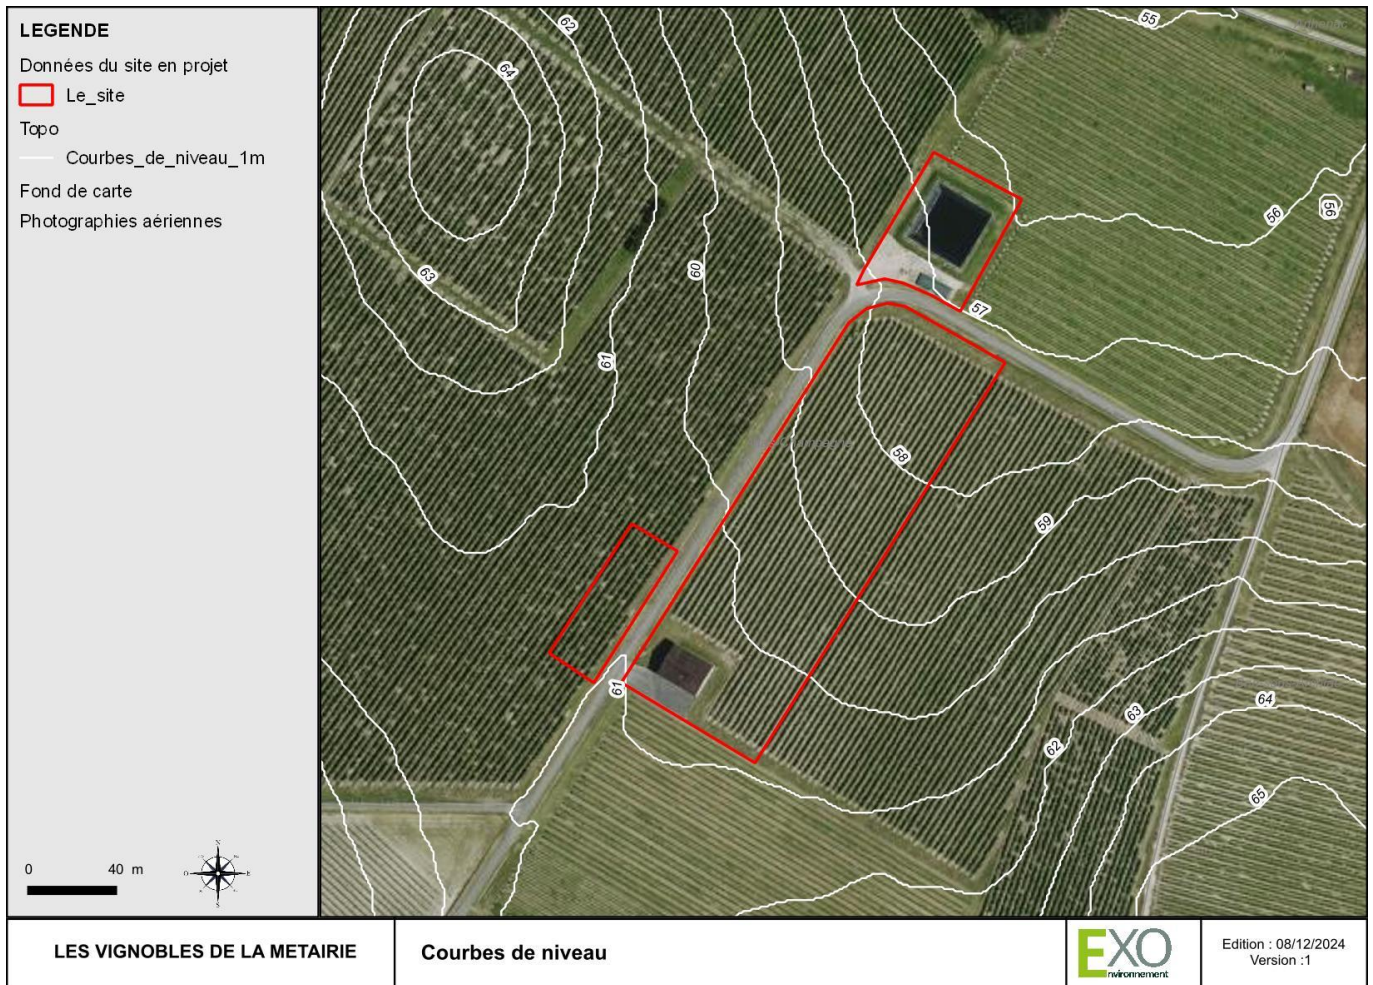 LEGENDE
Données du site en projet
Le_site
Topo
Courbes_de_niveau_1m
Fond de carte
Photographies aériennes
0 40 m
N
O E
S
62
55
64
56
56
63
60
57
61
58
59
61
64
63
62
65
LES VIGNOBLES DE LA METAIRIE
Courbes de niveau
EXO
nvironnement
Edition : 08/12/2024
Version :1